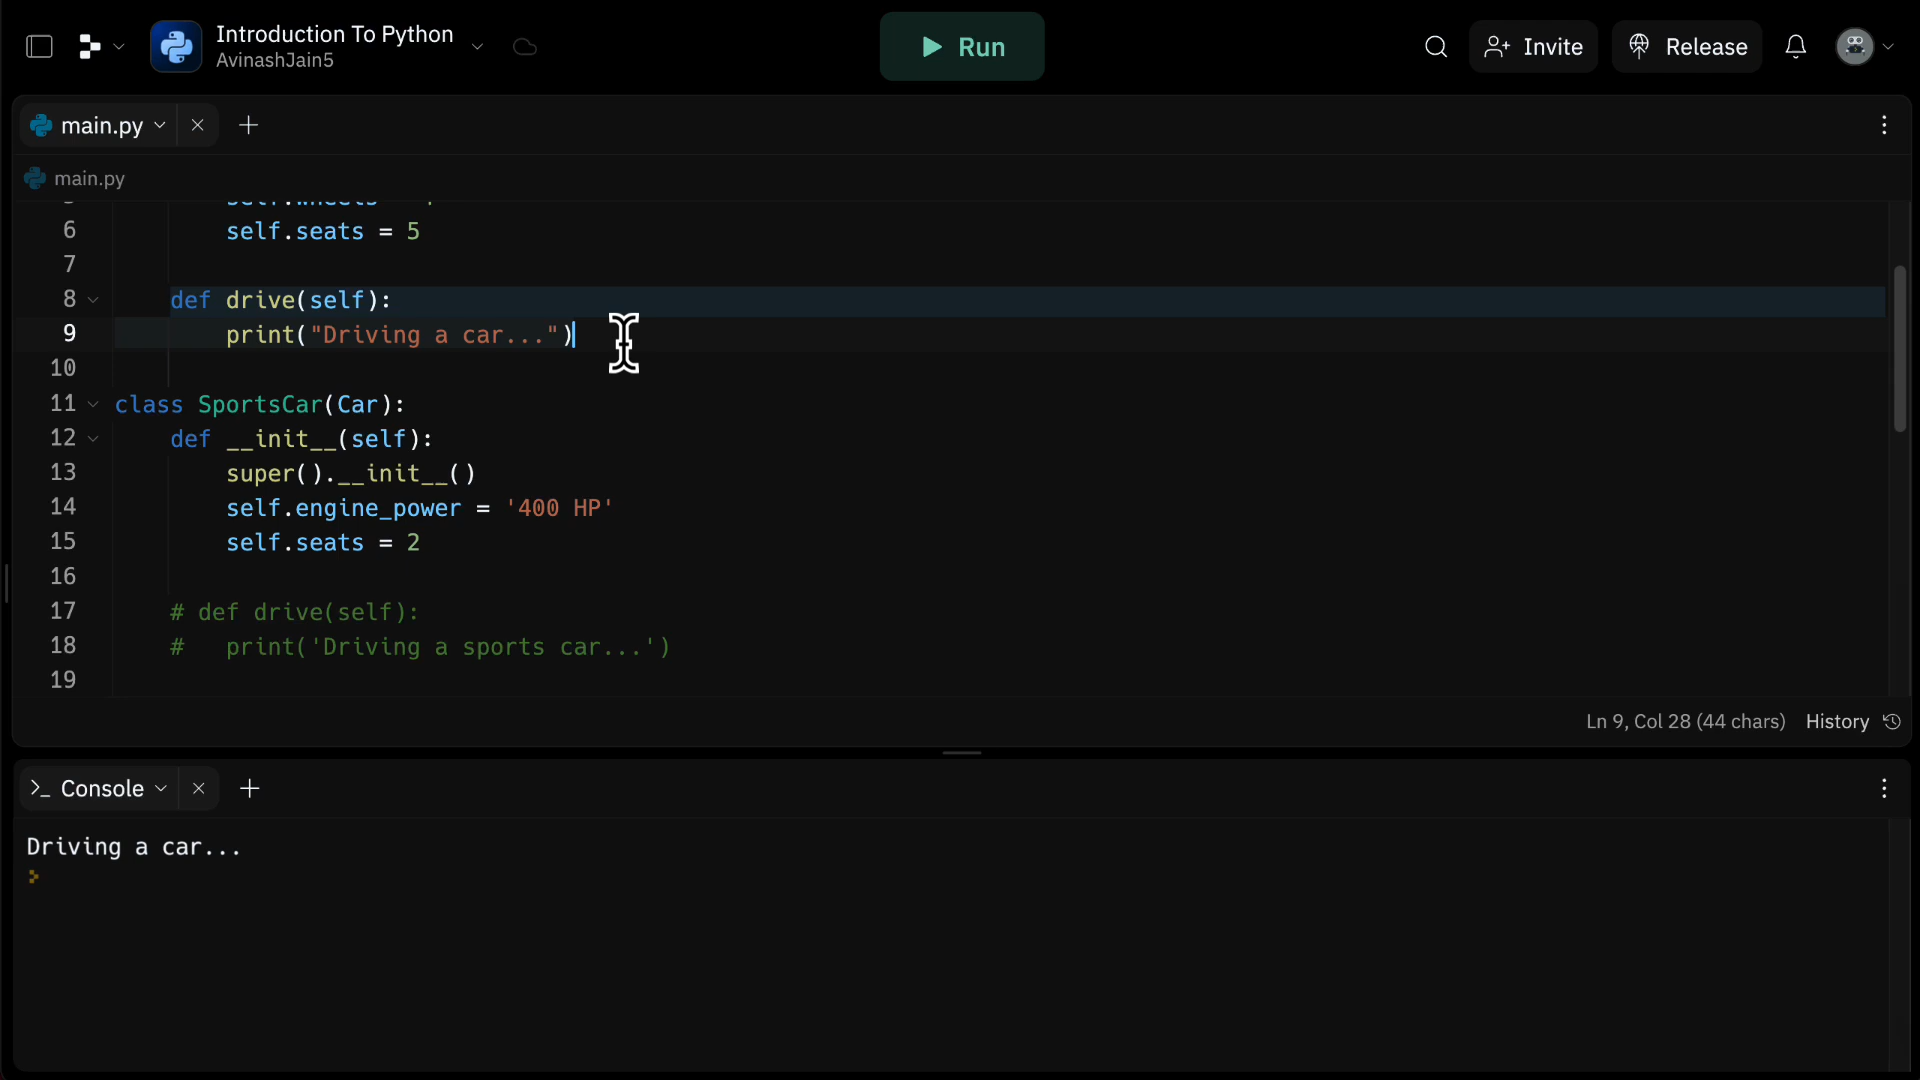 Introduction To Python
AvinashJain5
Run
Invite
Release
main.py
main.py
6 self.seats = 5
7
8 def drive(self):
9 print("Driving a car...")
10
11 class SportsCar(Car):
12 def __init__(self):
13 super().__init__()
14 self.engine_power = '400 HP'
15 self.seats = 2
16
17 # def drive(self):
18 # print('Driving a sports car...')
19
Ln 9, Col 28 (44 chars) History
Console
Driving a car...